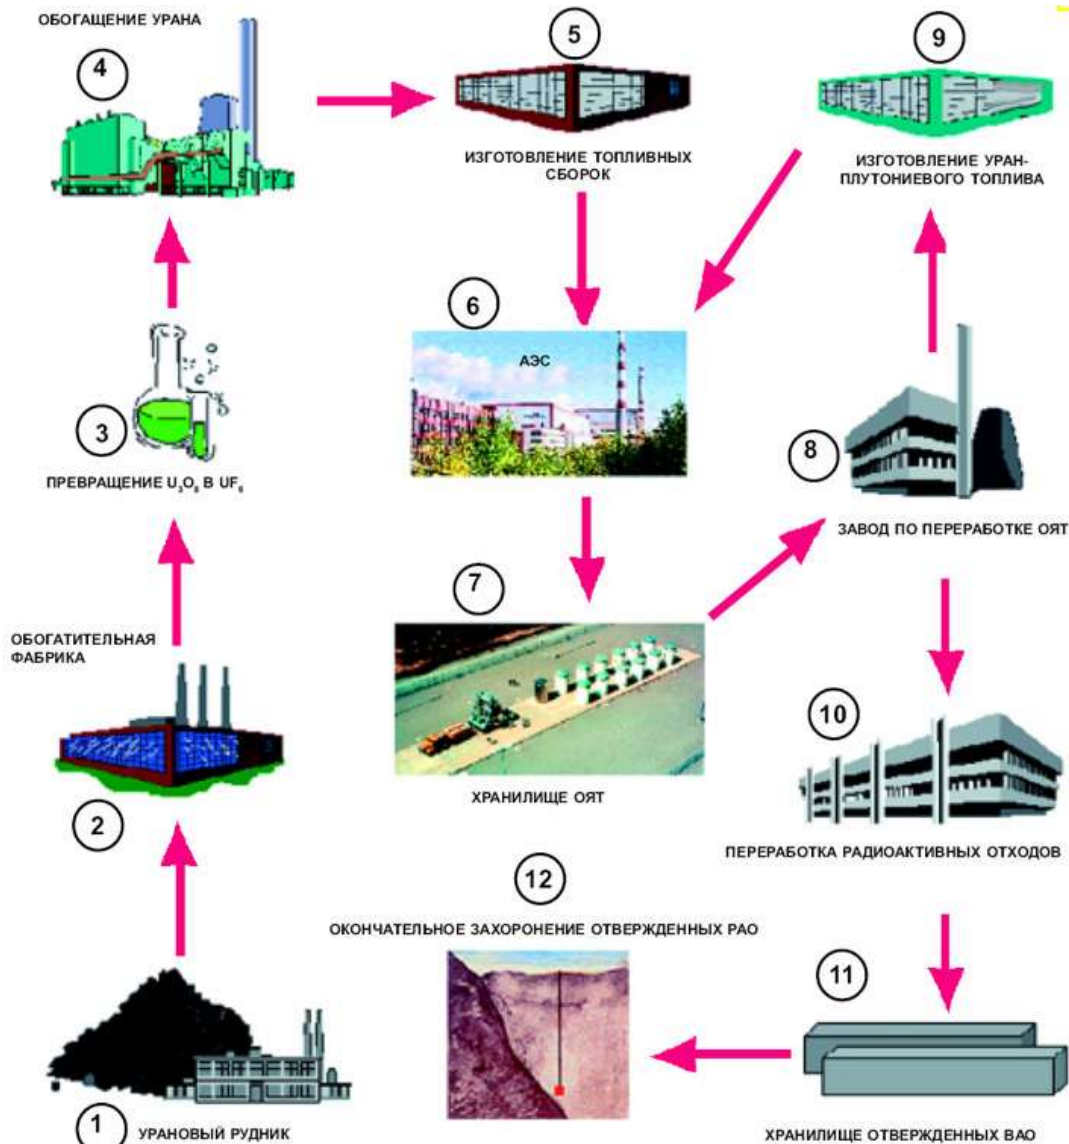 ОБОГАЩЕНИЕ УРАНА
4
5
ИЗГОТОВЛЕНИЕ ТОПЛИВНЫХ
СБОРОК
9
ИЗГОТОВЛЕНИЕ УРАН-
ПЛУТОНИЕВОГО ТОПЛИВА
3
ПРЕВРАЩЕНИЕ U₃O₈ В UF₆
6
АЭС
8
ЗАВОД ПО ПЕРЕРАБОТКЕ ОЯТ
ОБОГАТИТЕЛЬНАЯ
ФАБРИКА
2
7
ХРАНИЛИЩЕ ОЯТ
10
ПЕРЕРАБОТКА РАДИОАКТИВНЫХ ОТХОДОВ
12
ОКОНЧАТЕЛЬНОЕ ЗАХОРОНЕНИЕ ОТВЕРЖДЕННЫХ РАО
1
УРАНОВЫЙ РУДНИК
11
ХРАНИЛИЩЕ ОТВЕРЖДЕННЫХ ВАО